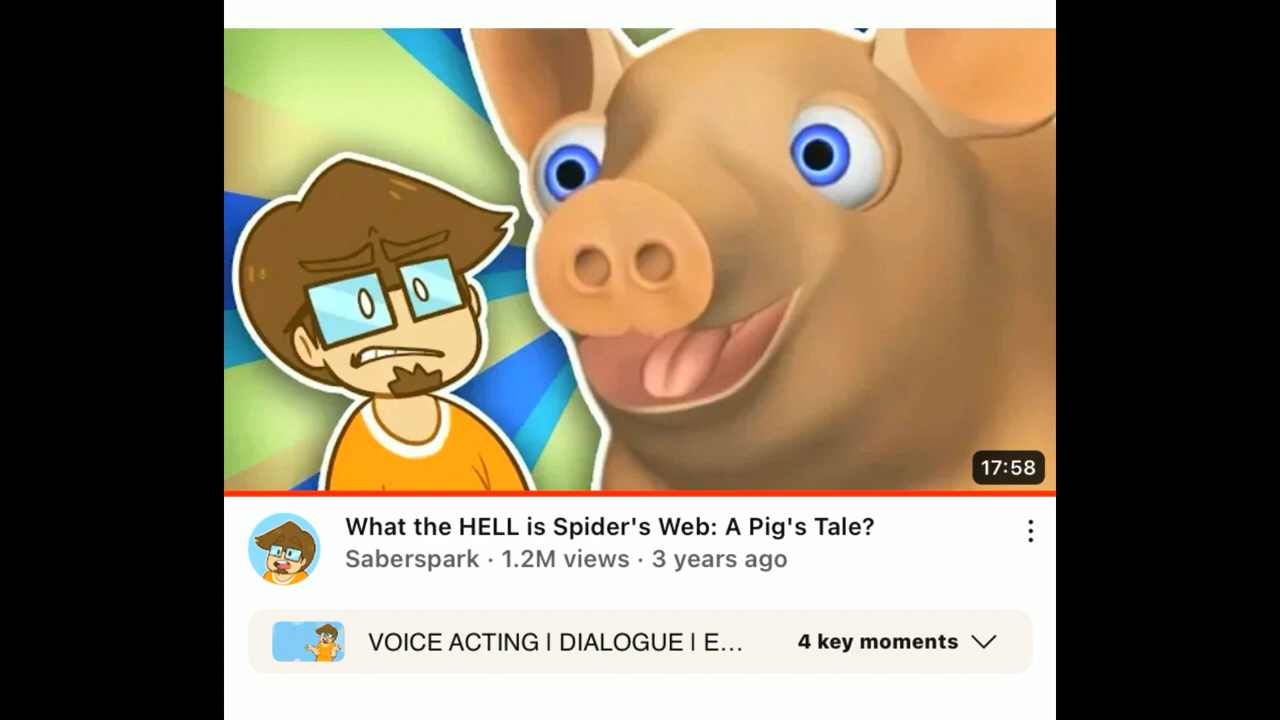 17:58
What the HELL is Spider's Web: A Pig's Tale?
Saberspark · 1.2M views · 3 years ago
VOICE ACTING | DIALOGUE | E... 4 key moments